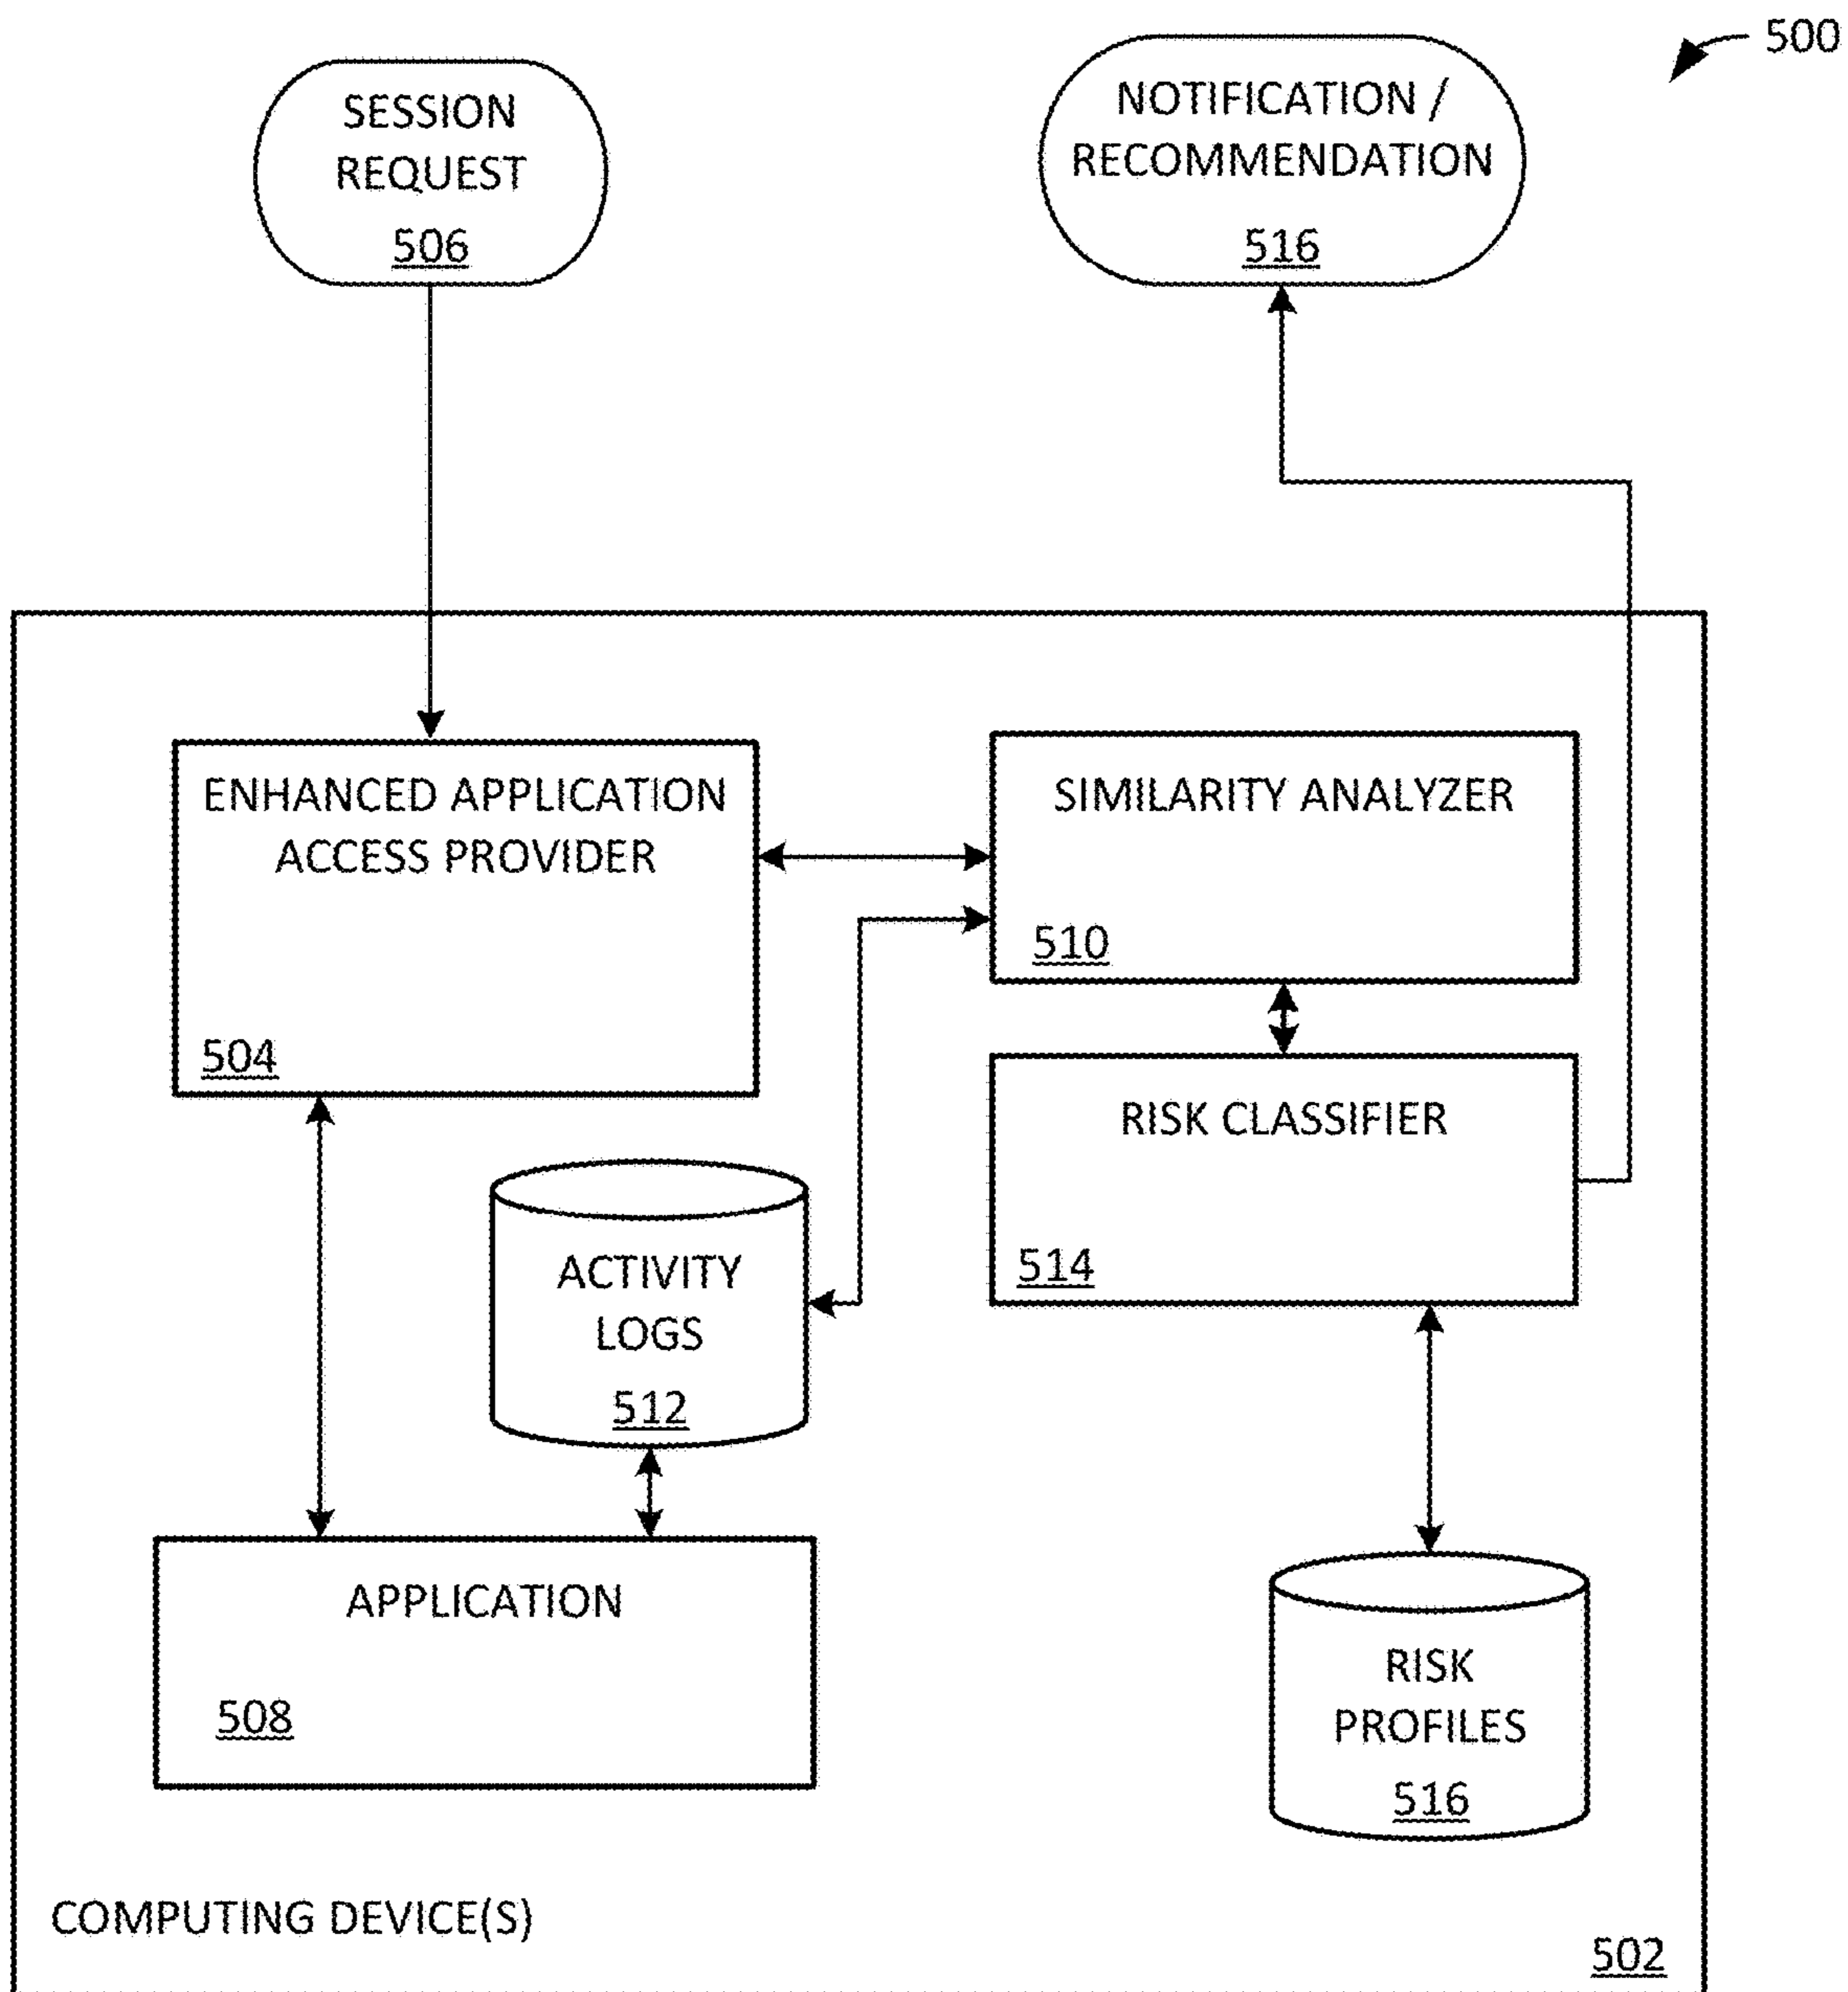 500
SESSION
REQUEST
506
NOTIFICATION /
RECOMMENDATION
516
ENHANCED APPLICATION
ACCESS PROVIDER
504
SIMILARITY ANALYZER
510
RISK CLASSIFIER
514
ACTIVITY
LOGS
512
APPLICATION
508
RISK
PROFILES
516
COMPUTING DEVICE(S)
502